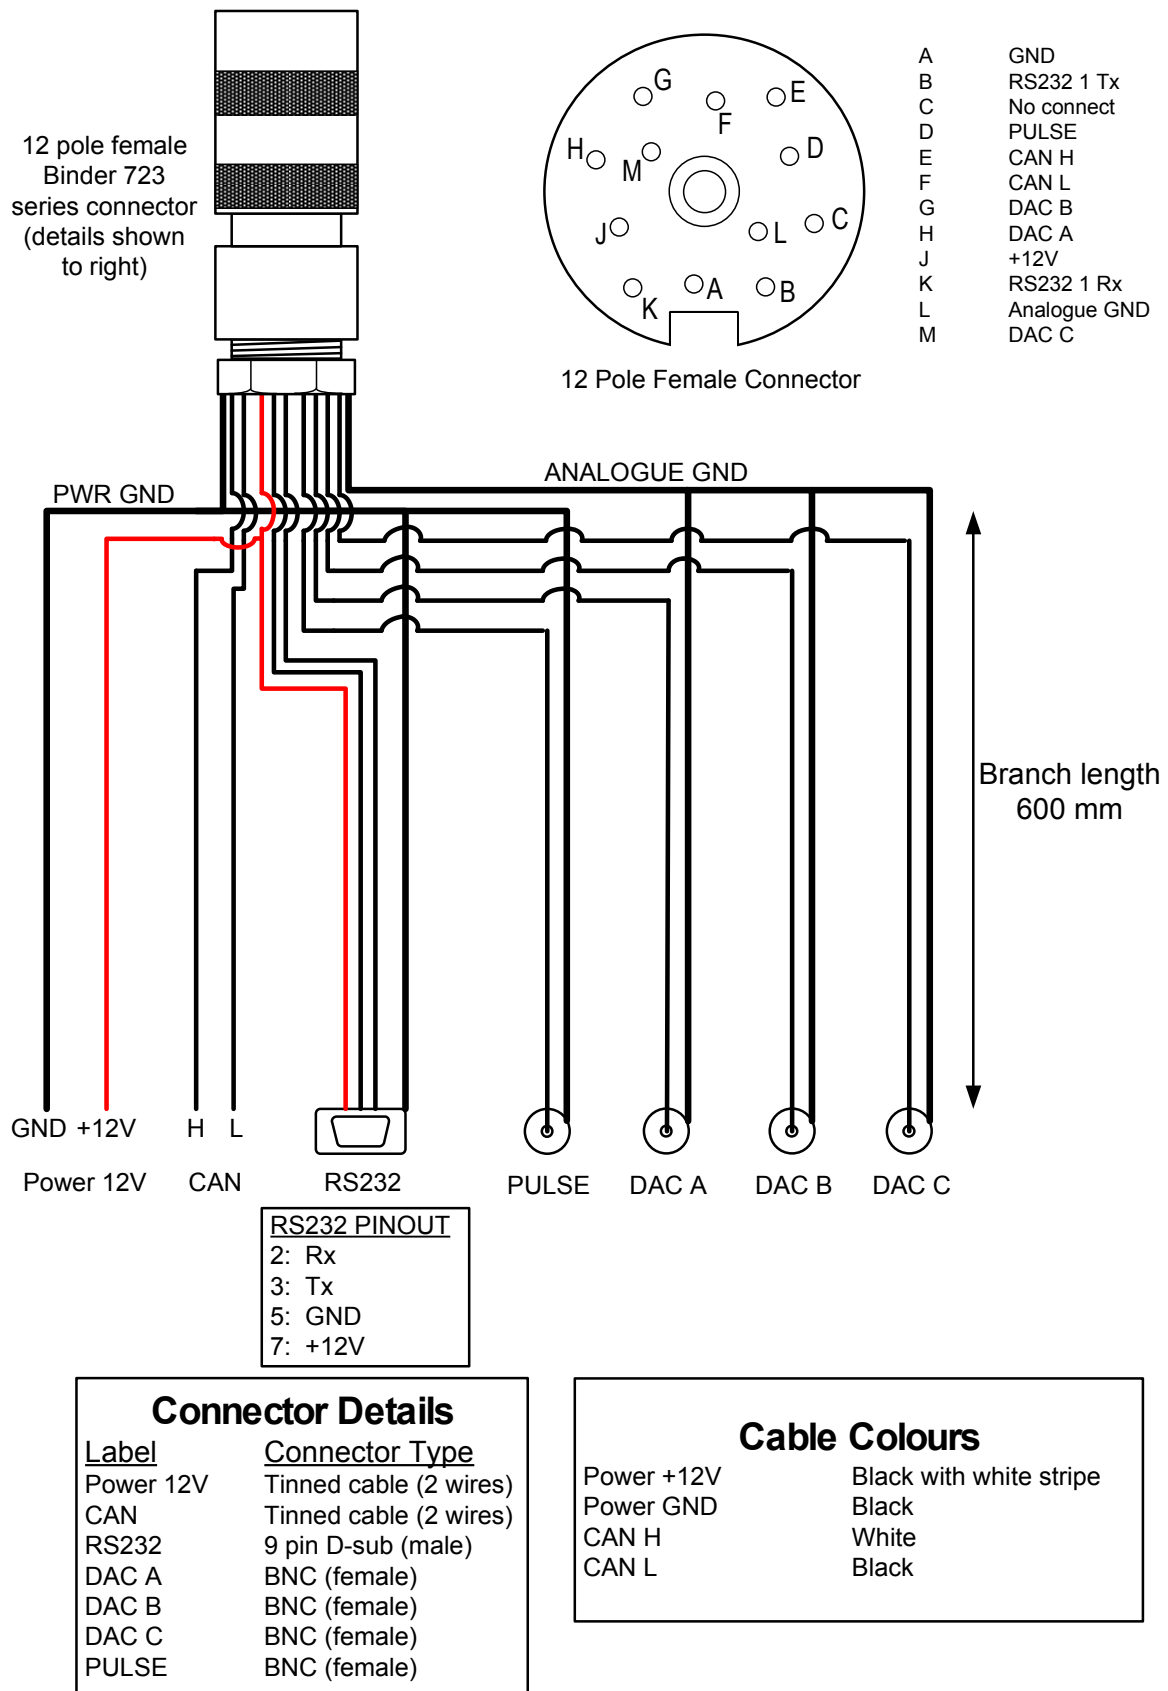 12 pole female
Binder 723
series connector
(details shown
to right)
G
E
F
H
M
D
J
L
C
K
A
B
12 Pole Female Connector
A GND
B RS232 1 Tx
C No connect
D PULSE
E CAN H
F CAN L
G DAC B
H DAC A
J +12V
K RS232 1 Rx
L Analogue GND
M DAC C
PWR GND
ANALOGUE GND
Branch length
600 mm
GND +12V H L
Power 12V CAN RS232 PULSE DAC A DAC B DAC C
RS232 PINOUT
2: Rx
3: Tx
5: GND
7: +12V
Connector Details
Label Connector Type
Power 12V Tinned cable (2 wires)
CAN Tinned cable (2 wires)
RS232 9 pin D-sub (male)
DAC A BNC (female)
DAC B BNC (female)
DAC C BNC (female)
PULSE BNC (female)
Cable Colours
Power +12V Black with white stripe
Power GND Black
CAN H White
CAN L Black